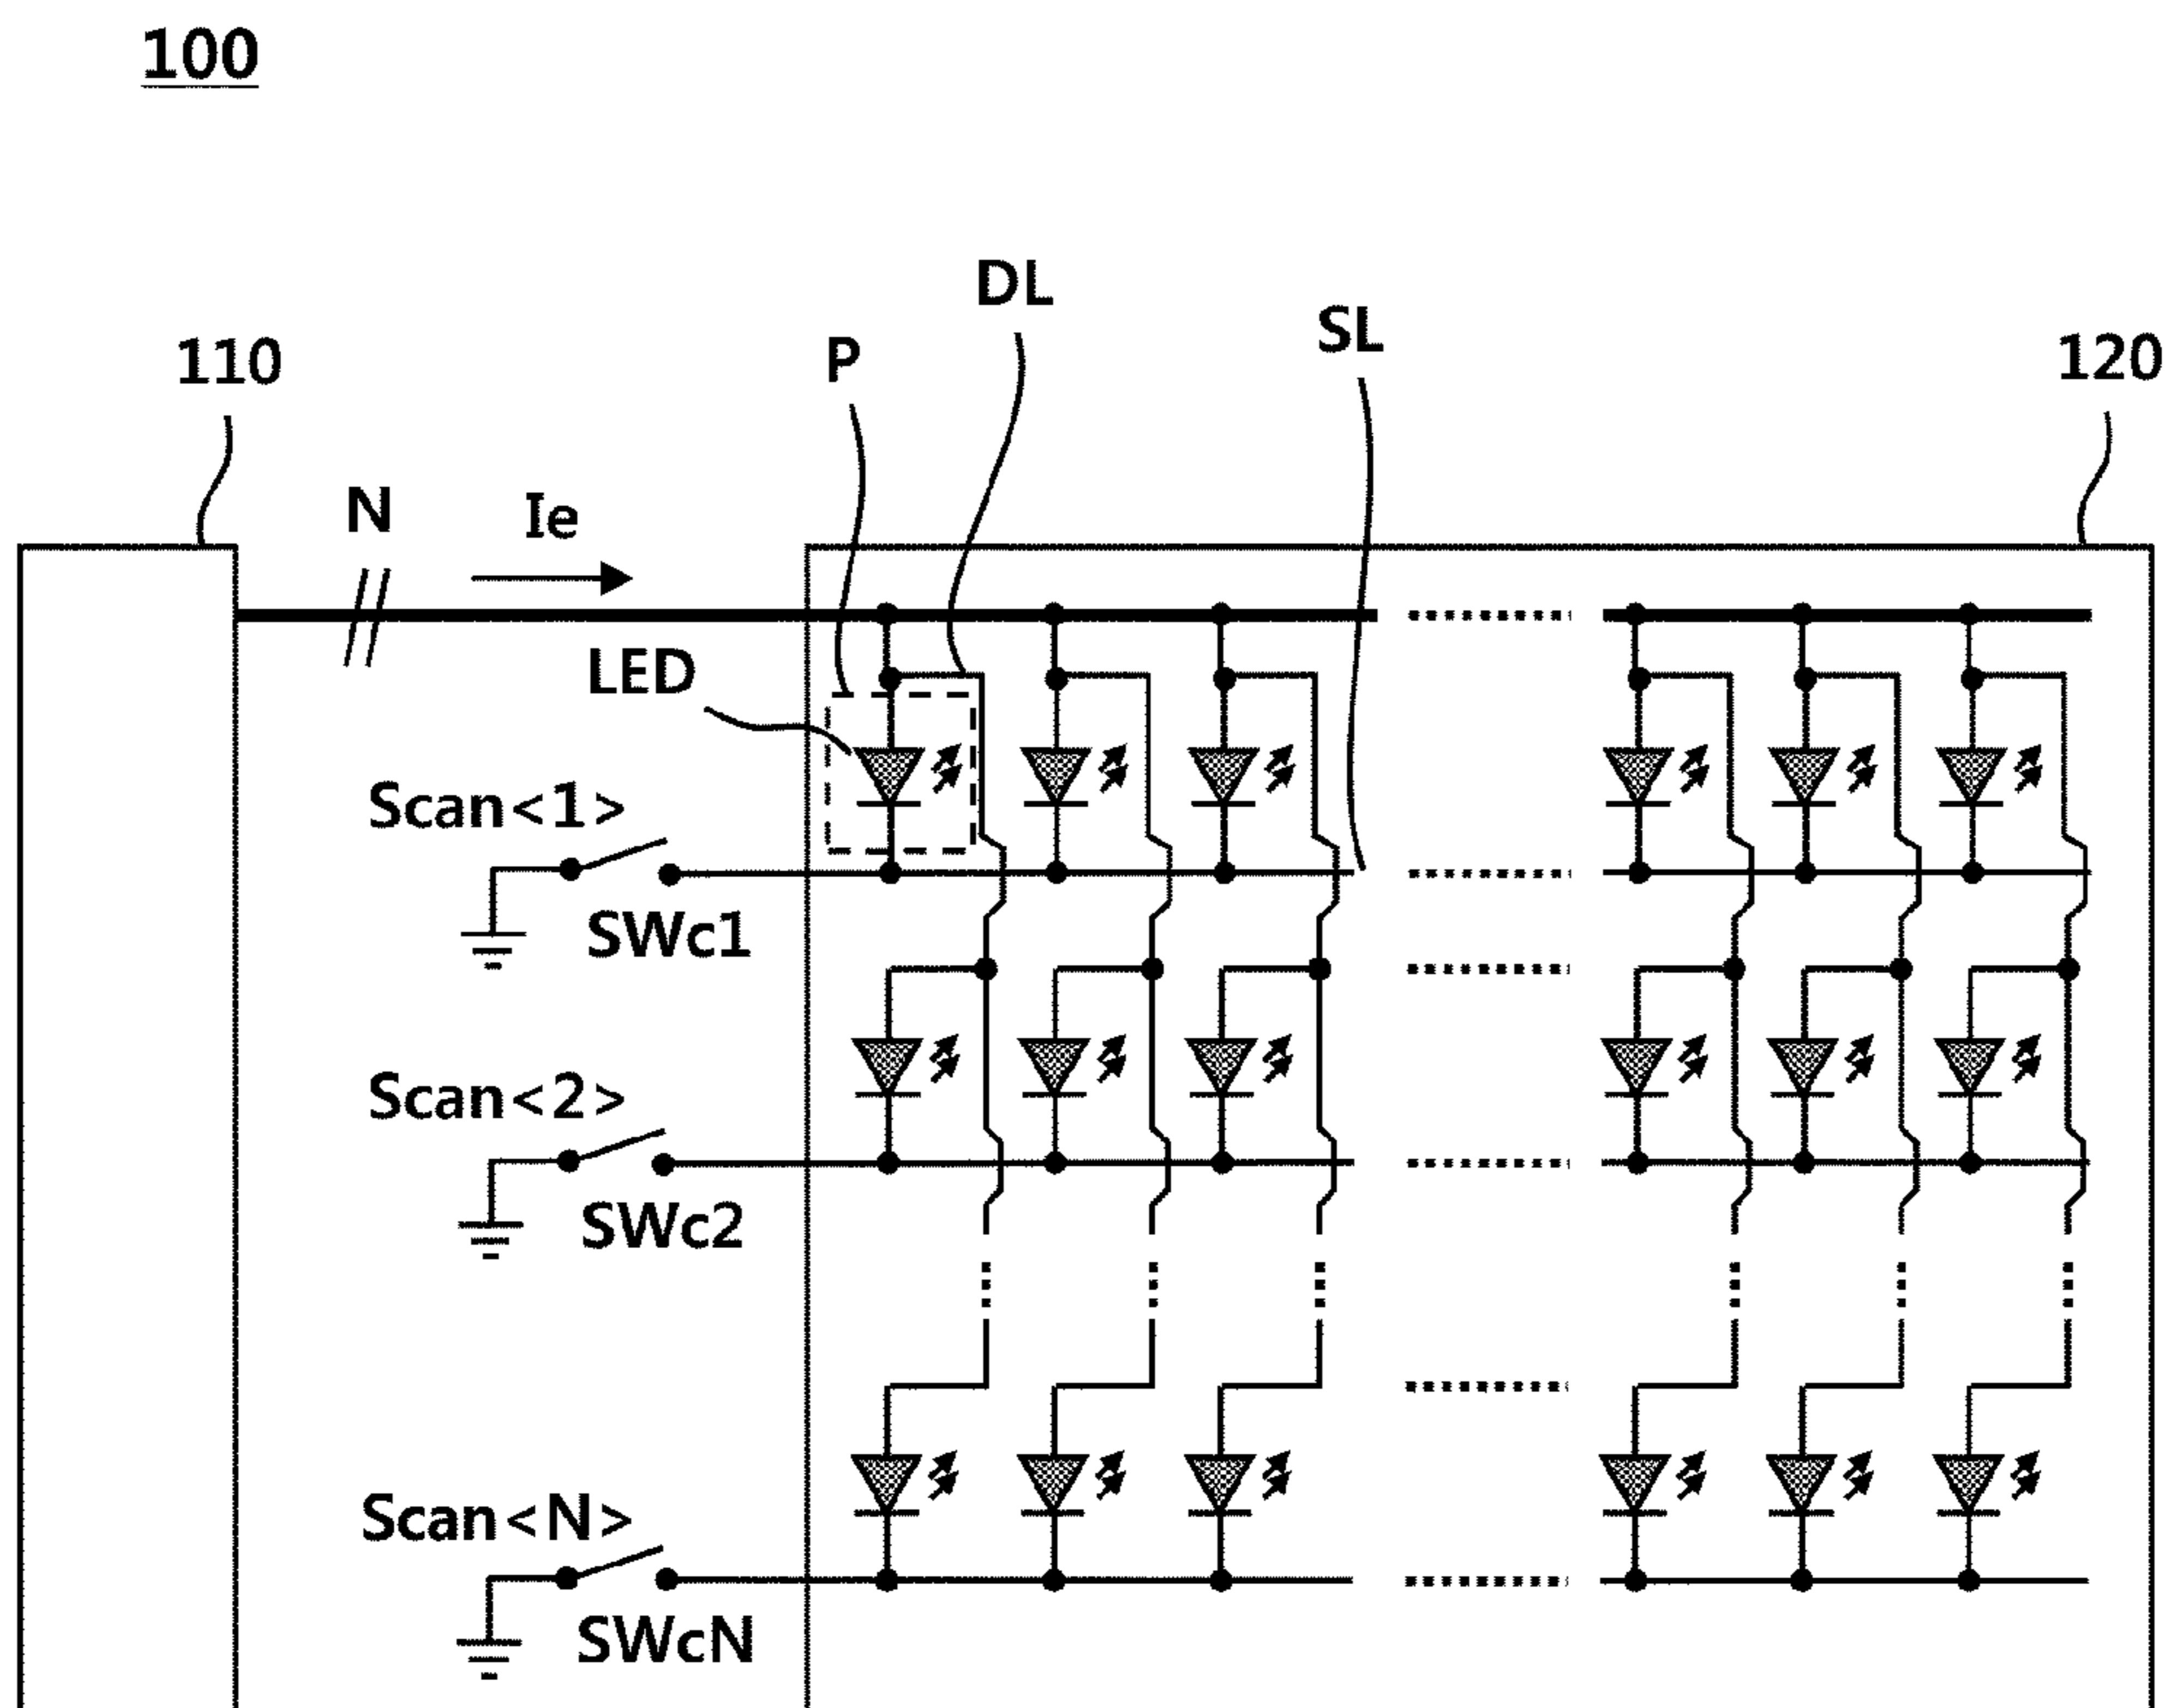 100
DL
SL
P
110
120
N
Ie
LED
Scan<1>
SWc1
Scan<2>
SWc2
Scan<N>
SWcN